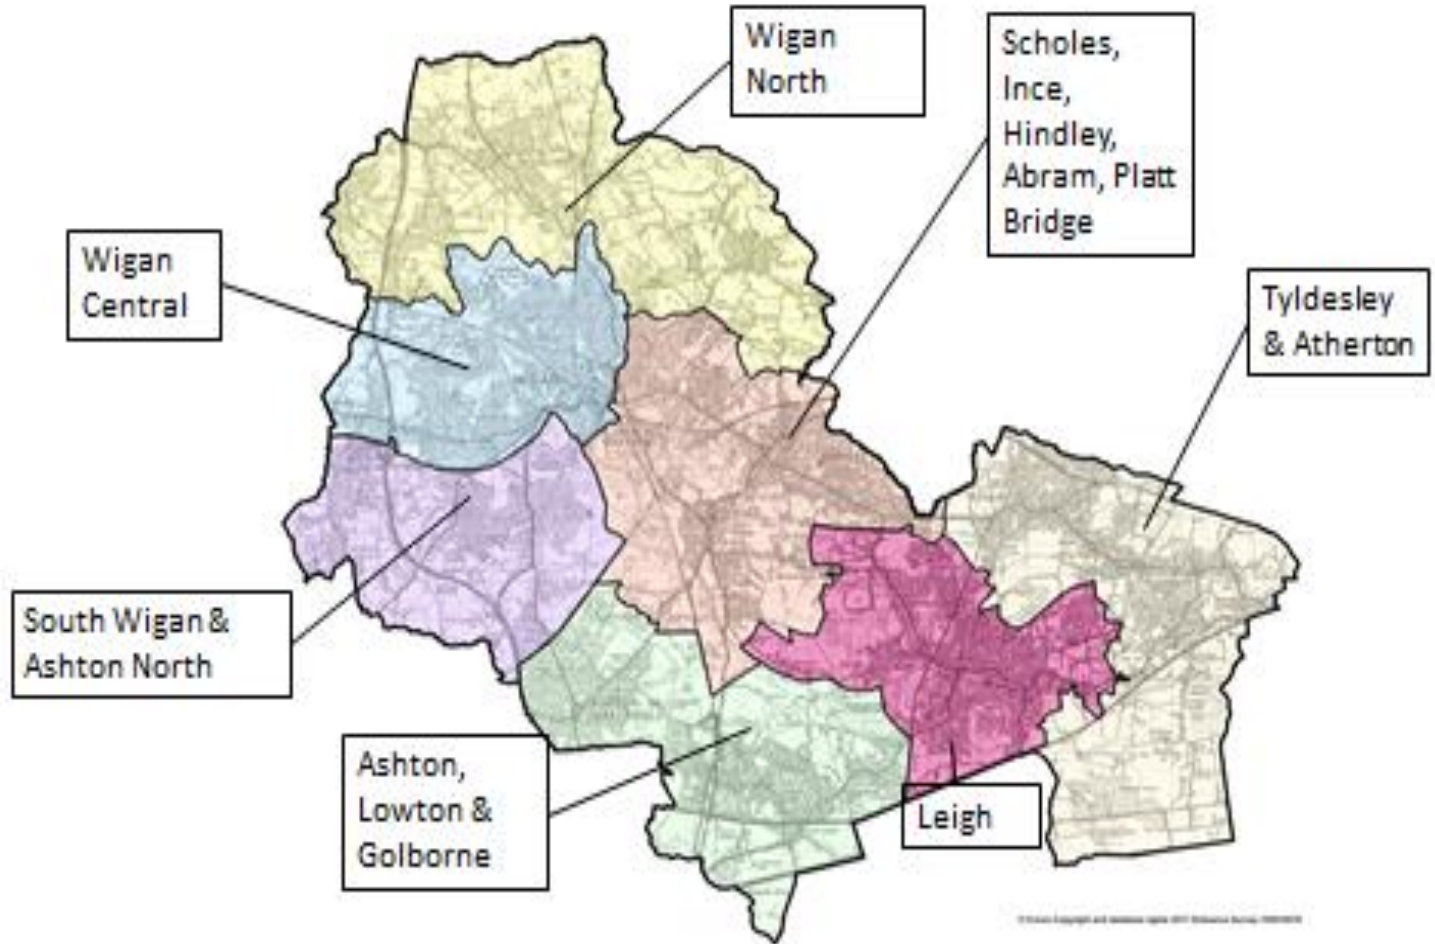 Wigan
North
Scholes,
Ince,
Hindley,
Abram, Platt
Bridge
Wigan
Central
Tyldesley
& Atherton
South Wigan &
Ashton North
Ashton,
Lowton &
Golborne
Leigh